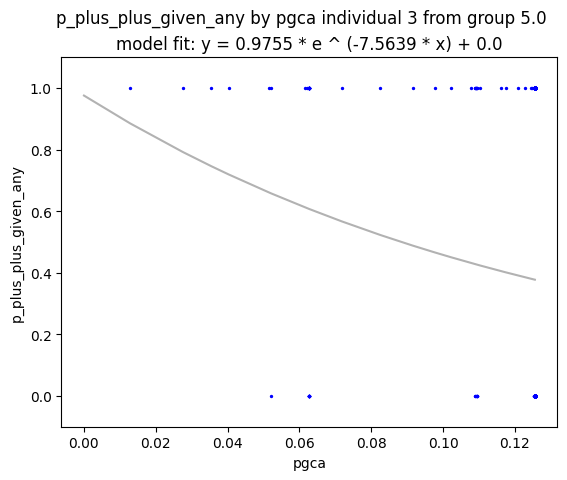 p_plus_plus_given_any by pgca individual 3 from group 5.0
model fit: y = 0.9755 * e ^ (-7.5639 * x) + 0.0
p_plus_plus_given_any
1.0
0.8
0.6
0.4
0.2
0.0
0.00 0.02 0.04 0.06 0.08 0.10 0.12
pgca